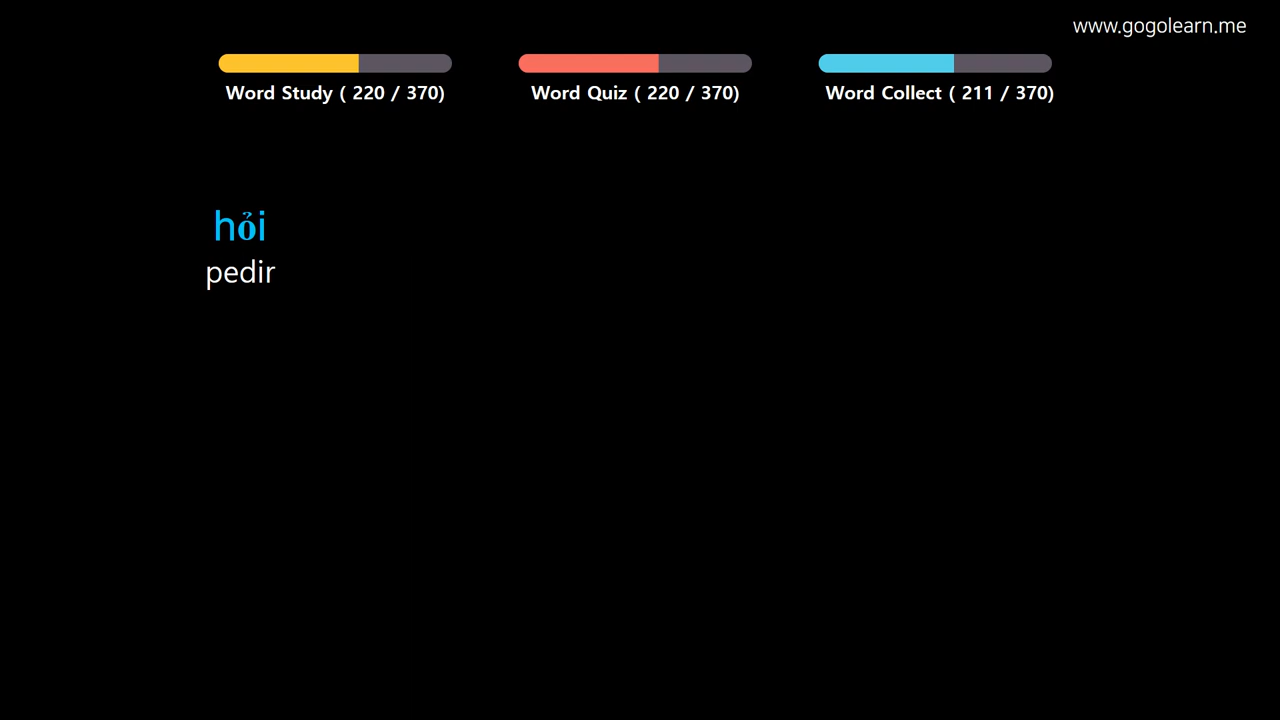 www.gogolearn.me
Word Study ( 220 / 370)
Word Quiz ( 220 / 370)
Word Collect ( 211 / 370)
hỏi
pedir